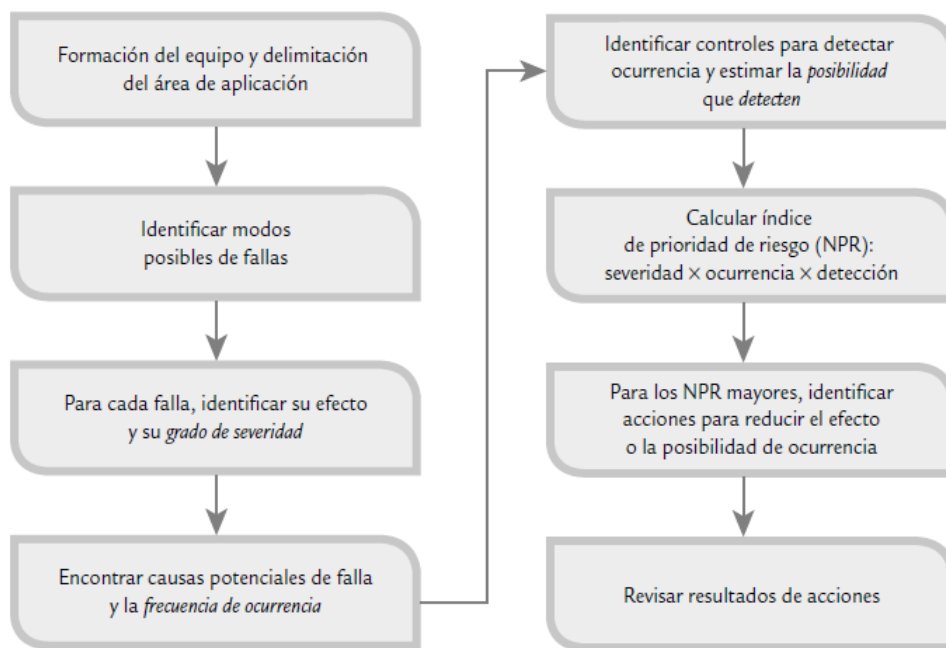 Formación del equipo y delimitación
del área de aplicación
Identificar modos
posibles de fallas
Para cada falla, identificar su efecto
y su grado de severidad
Encontrar causas potenciales de falla
y la frecuencia de ocurrencia
Identificar controles para detectar
ocurrencia y estimar la posibilidad
que detecten
Calcular índice
de prioridad de riesgo (NPR):
severidad × ocurrencia × detección
Para los NPR mayores, identificar
acciones para reducir el efecto
o la posibilidad de ocurrencia
Revisar resultados de acciones